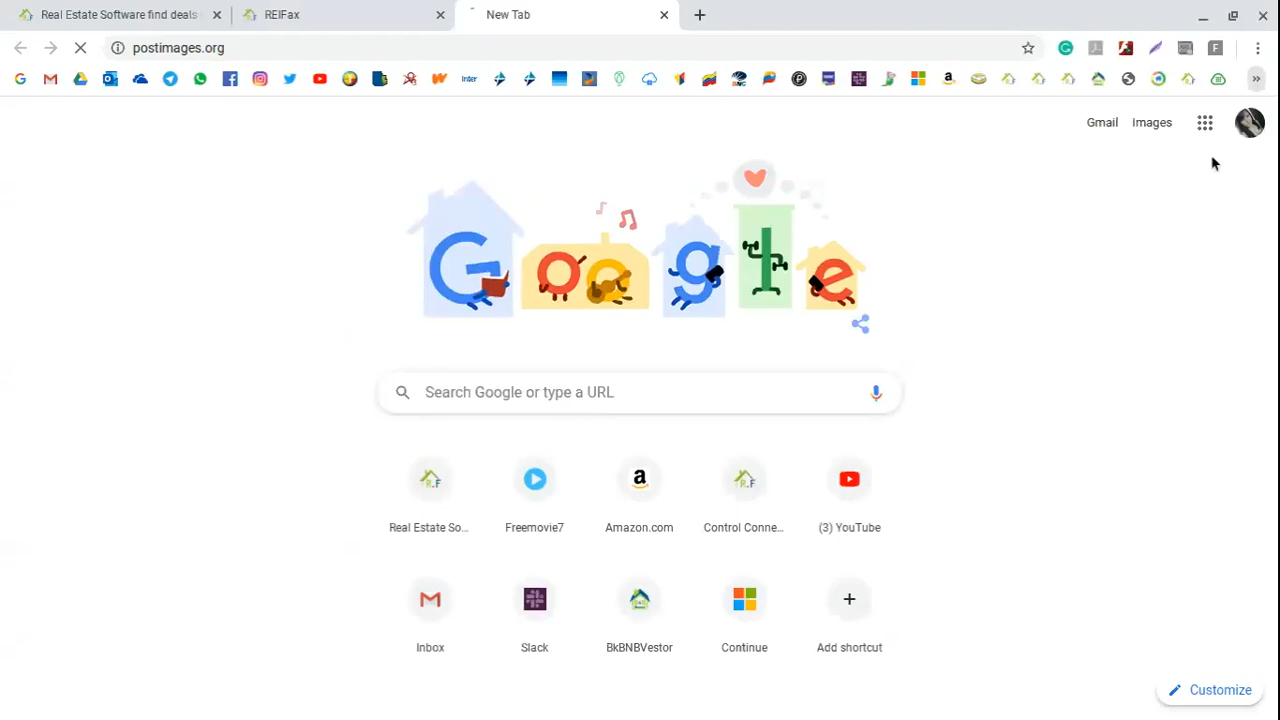 Real Estate Software find deals
REIFax
New Tab
postimages.org
Gmail
Images
Search Google or type a URL
Real Estate So...
Freemovie7
Amazon.com
Control Conne...
(3) YouTube
Inbox
Slack
BkBNBVestor
Continue
Add shortcut
Customize